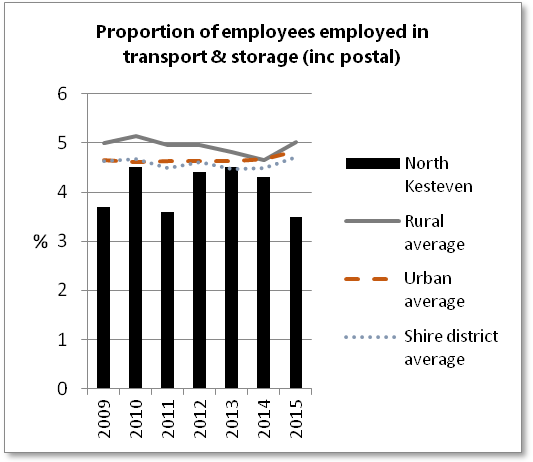 Proportion of employees employed in
transport & storage (inc postal)
6
5
4
3
2
1
0
%
2009
2010
2011
2012
2013
2014
2015
North
Kesteven
Rural
average
Urban
average
Shire district
average